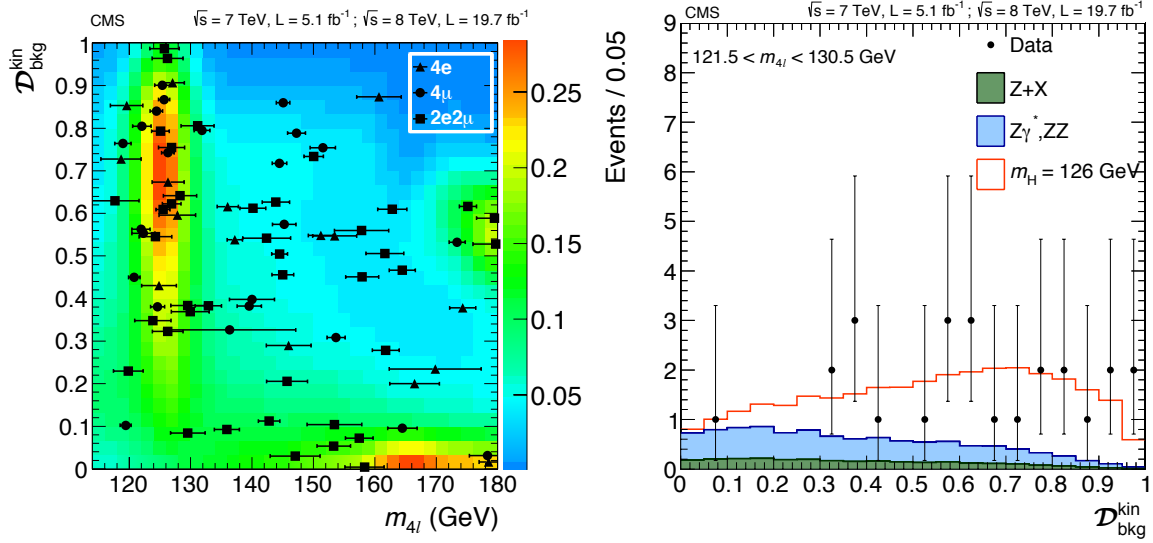 CMS √s = 7 TeV, L = 5.1 fb⁻¹ ; √s = 8 TeV, L = 19.7 fb⁻¹
𝒟^kin_bkg
1
0.9
0.8
0.7
0.6
0.5
0.4
0.3
0.2
0.1
0
4e
4μ
2e2μ
0.25
0.2
0.15
0.1
0.05
120 130 140 150 160 170 180
m_4l (GeV)
CMS √s = 7 TeV, L = 5.1 fb⁻¹ ; √s = 8 TeV, L = 19.7 fb⁻¹
Events / 0.05
9
8
7
6
5
4
3
2
1
0
121.5 < m_4l < 130.5 GeV
Data
Z+X
Zγ*,ZZ
m_H = 126 GeV
0 0.1 0.2 0.3 0.4 0.5 0.6 0.7 0.8 0.9 1
𝒟^kin_bkg